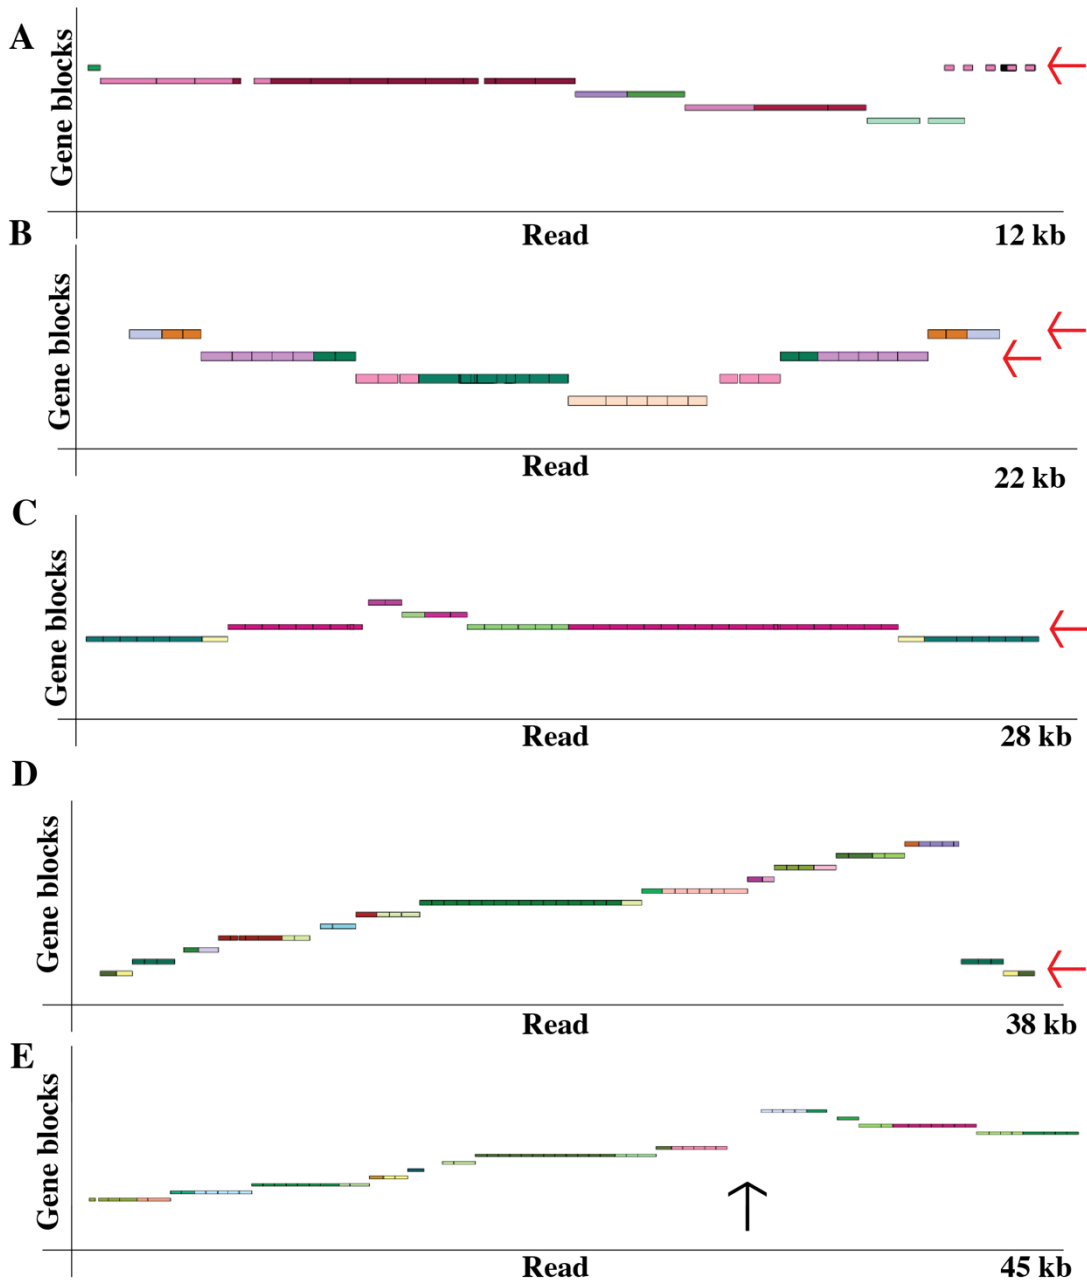 A
Gene blocks
Read
12 kb
B
Gene blocks
Read
22 kb
C
Gene blocks
Read
28 kb
D
Gene blocks
Read
38 kb
E
Gene blocks
Read
45 kb